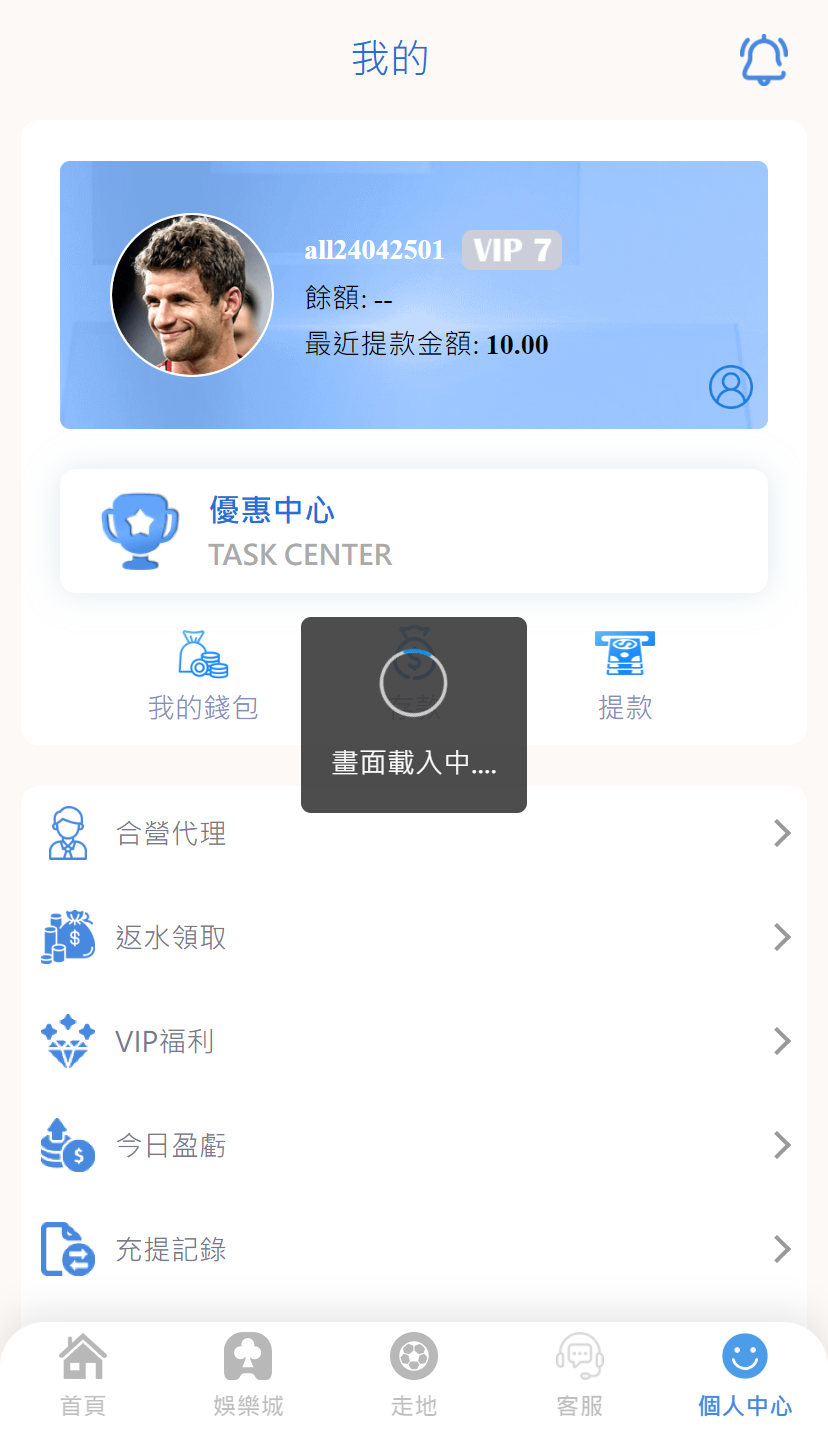 我的
all24042501 VIP 7
餘額: --
最近提款金額: 10.00
優惠中心
TASK CENTER
我的錢包
存款
提款
畫面載入中....
合營代理
返水領取
VIP福利
今日盈虧
充提記錄
首頁
娛樂城
走地
客服
個人中心